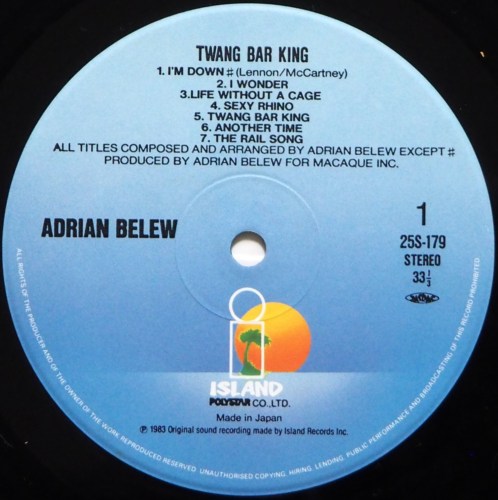 TWANG BAR KING
1. I'M DOWN # (Lennon/McCartney)
2. I WONDER
3.LIFE WITHOUT A CAGE
4. SEXY RHINO
5. TWANG BAR KING
6. ANOTHER TIME
7. THE RAIL SONG
ALL TITLES COMPOSED AND ARRANGED BY ADRIAN BELEW EXCEPT #
PRODUCED BY ADRIAN BELEW FOR MACAQUE INC.
ADRIAN BELEW
1
25S-179
STEREO
33 1/3
ISLAND
POLYSTAR CO.,LTD.
Made in Japan
℗ 1983 Original sound recording made by Island Records Inc.
ALL RIGHTS OF THE PRODUCER AND OF THE OWNER OF THE WORK REPRODUCED RESERVED UNAUTHORISED COPYING, HIRING, LENDING, PUBLIC PERFORMANCE AND BROADCASTING OF THIS RECORD PROHIBITED